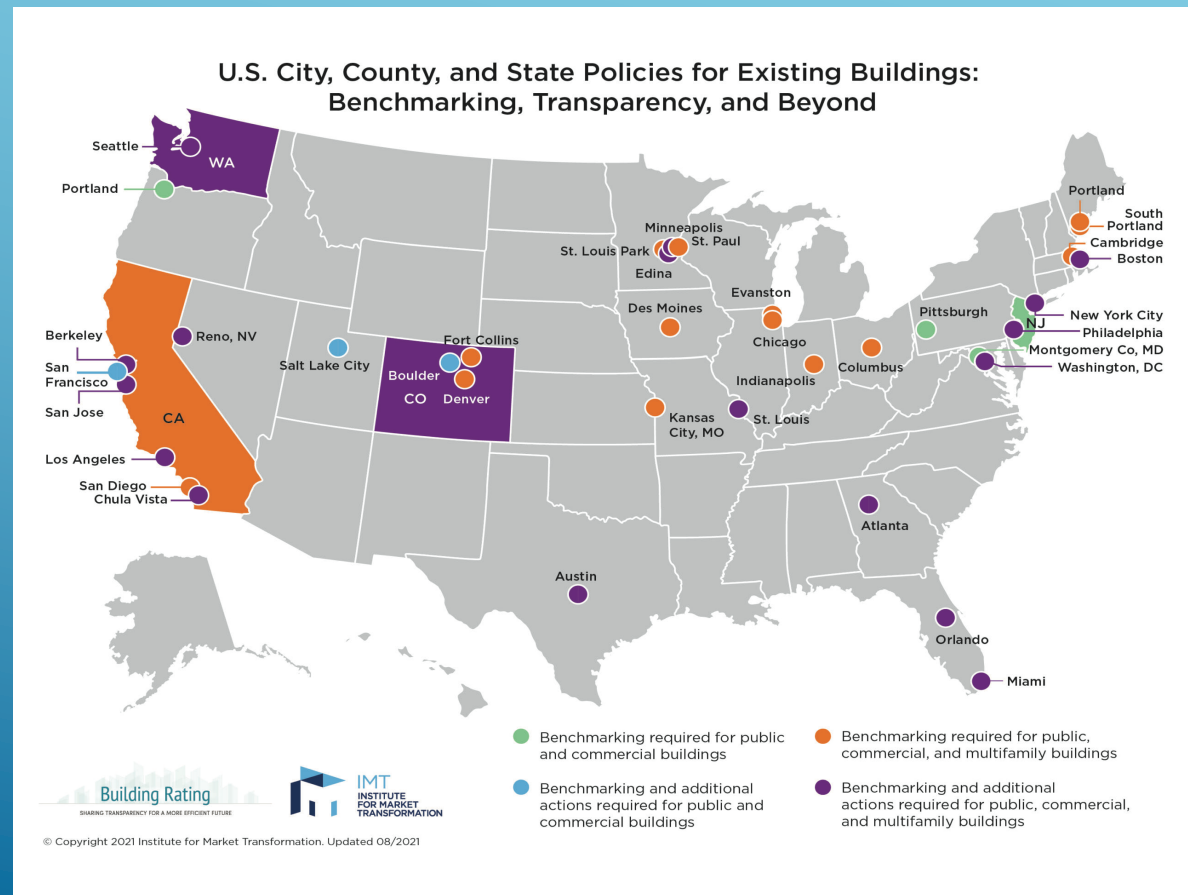 U.S. City, County, and State Policies for Existing Buildings:
Benchmarking, Transparency, and Beyond
Seattle
WA
Portland
Portland
South
Portland
Cambridge
Boston
Minneapolis
St. Paul
St. Louis Park
Edina
Evanston
Des Moines
Chicago
Pittsburgh
NJ
New York City
Philadelphia
Montgomery Co, MD
Washington, DC
Berkeley
San
Francisco
San Jose
Reno, NV
Salt Lake City
Fort Collins
Boulder
CO
Denver
Indianapolis
Columbus
CA
Kansas
City, MO
St. Louis
Los Angeles
San Diego
Chula Vista
Atlanta
Austin
Orlando
Miami
Benchmarking required for public
and commercial buildings
Benchmarking required for public,
commercial, and multifamily buildings
Benchmarking and additional
actions required for public and
commercial buildings
Benchmarking and additional
actions required for public, commercial,
and multifamily buildings
Building Rating
SHARING TRANSPARENCY FOR A MORE EFFICIENT FUTURE
IMT
INSTITUTE
FOR MARKET
TRANSFORMATION
© Copyright 2021 Institute for Market Transformation. Updated 08/2021